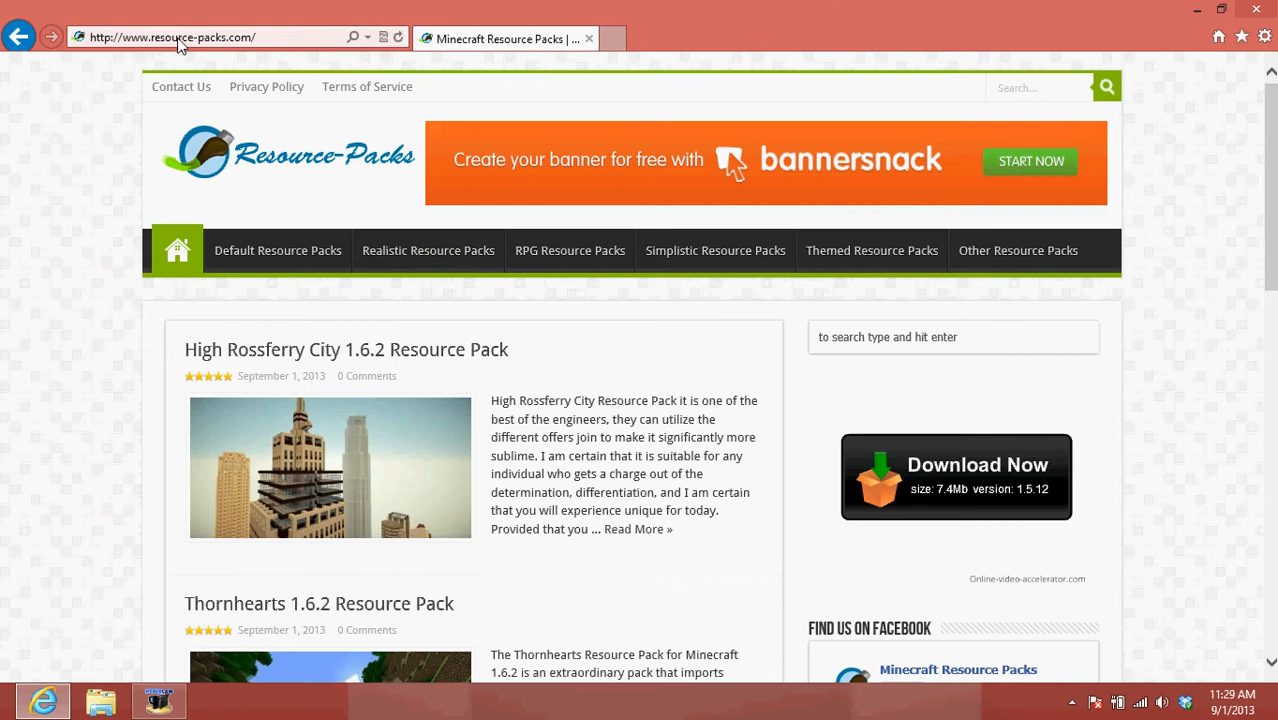 http://www.resource-packs.com/
Minecraft Resource Packs | ...
Contact Us
Privacy Policy
Terms of Service
Search...
Resource-Packs
Create your banner for free with
bannersnack
START NOW
Default Resource Packs
Realistic Resource Packs
RPG Resource Packs
Simplistic Resource Packs
Themed Resource Packs
Other Resource Packs
High Rossferry City 1.6.2 Resource Pack
September 1, 2013
0 Comments
High Rossferry City Resource Pack it is one of the
best of the engineers, they can utilize the
different offers join to make it significantly more
sublime. I am certain that it is suitable for any
individual who gets a charge out of the
determination, differentiation, and I am certain
that you will experience unique for today.
Provided that you ... Read More »
Thornhearts 1.6.2 Resource Pack
September 1, 2013
0 Comments
The Thornhearts Resource Pack for Minecraft
1.6.2 is an extraordinary pack that imports
to search type and hit enter
Download Now
size: 7.4Mb version: 1.5.12
Online-video-accelerator.com
FIND US ON FACEBOOK
Minecraft Resource Packs
HYPERCAM
11:29 AM
9/1/2013